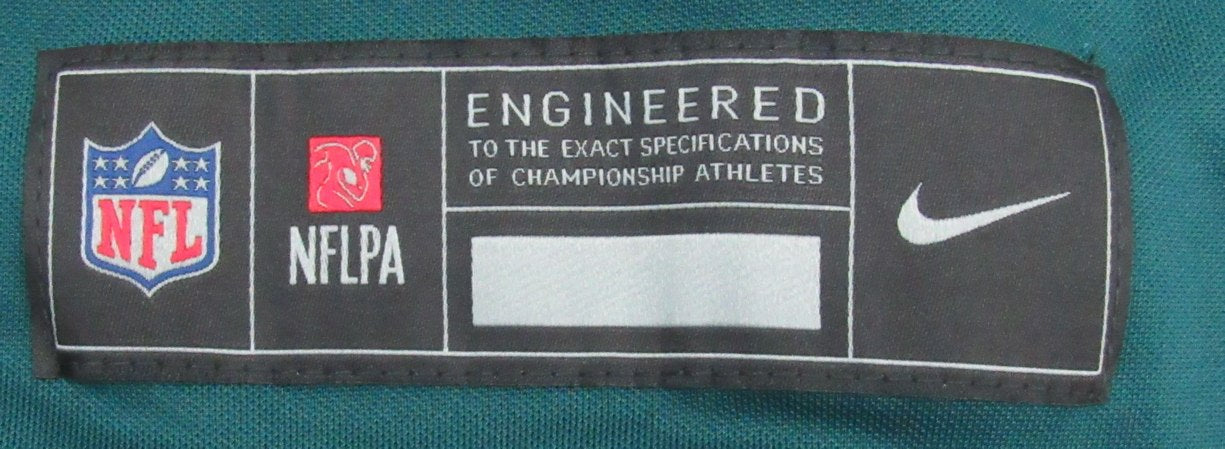 NFL
NFLPA
ENGINEERED
TO THE EXACT SPECIFICATIONS
OF CHAMPIONSHIP ATHLETES